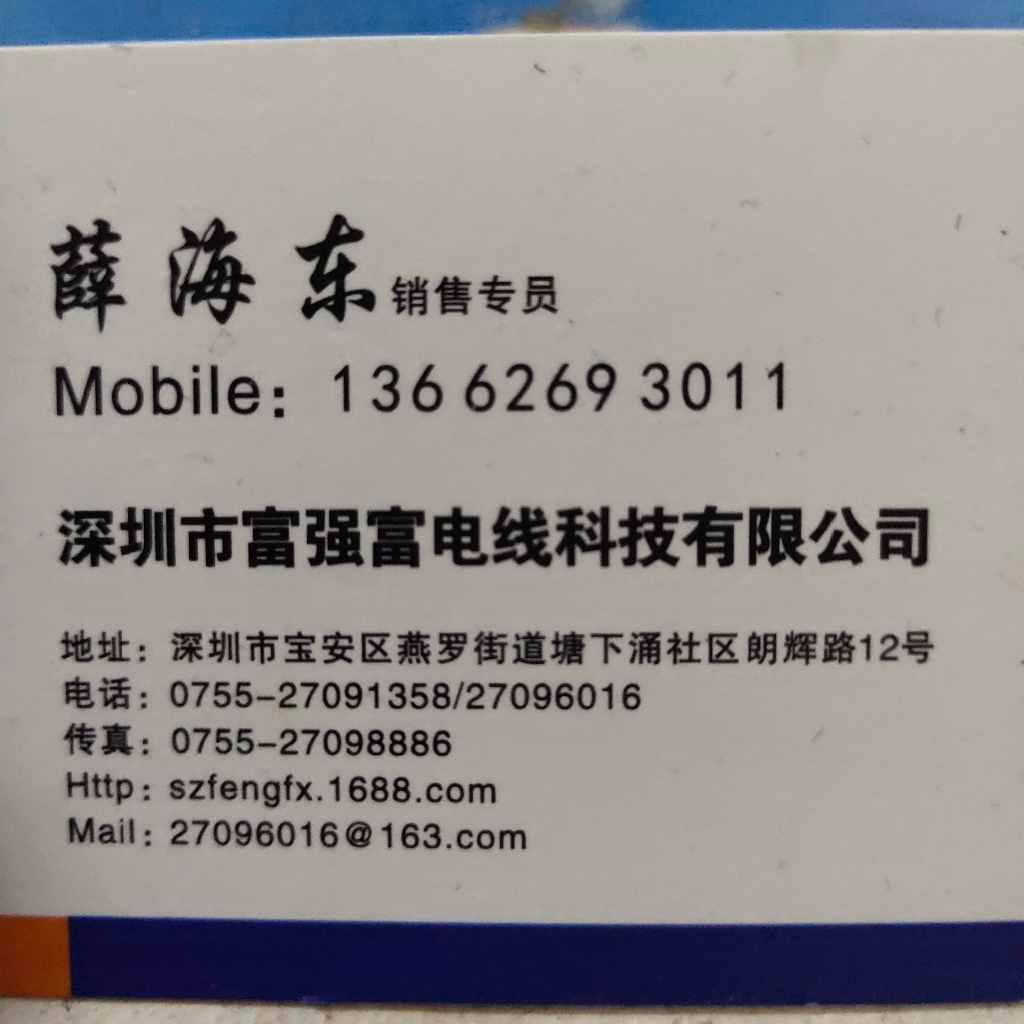 薛海东 销售专员
Mobile: 136 6269 3011
深圳市富强富电线科技有限公司
地址: 深圳市宝安区燕罗街道塘下涌社区朗辉路12号
电话: 0755-27091358/27096016
传真: 0755-27098886
Http: szfengfx.1688.com
Mail: 27096016@163.com